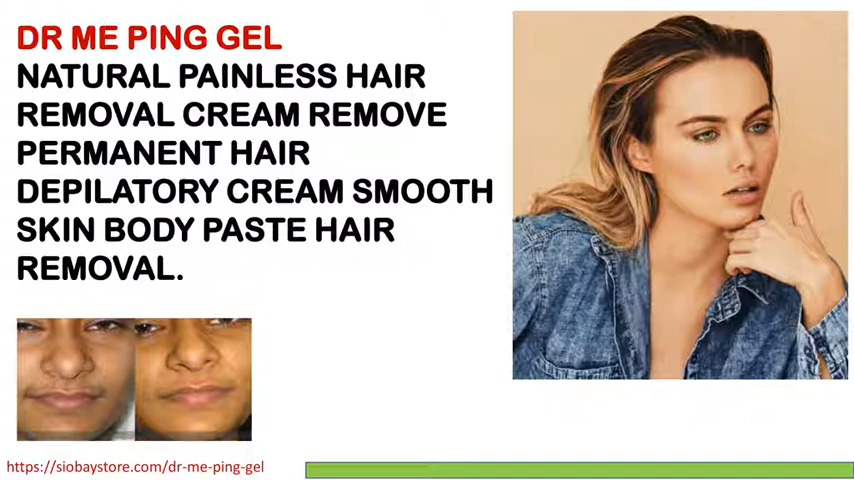 DR ME PING GEL
NATURAL PAINLESS HAIR
REMOVAL CREAM REMOVE
PERMANENT HAIR
DEPILATORY CREAM SMOOTH
SKIN BODY PASTE HAIR
REMOVAL.
https://siobaystore.com/dr-me-ping-gel